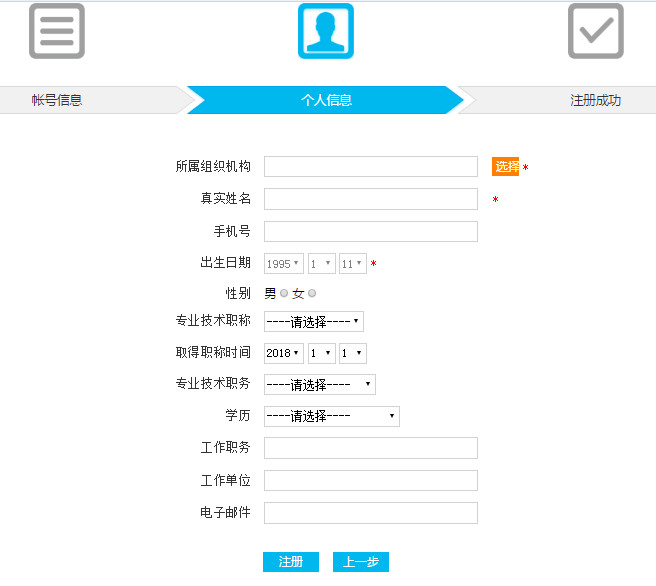 帐号信息 个人信息 注册成功
所属组织机构 选择 *
真实姓名 *
手机号
出生日期 1995 1 11 *
性别 男 女
专业技术职称 ----请选择----
取得职称时间 2018 1 1
专业技术职务 ----请选择----
学历 ----请选择----
工作职务
工作单位
电子邮件
注册 上一步